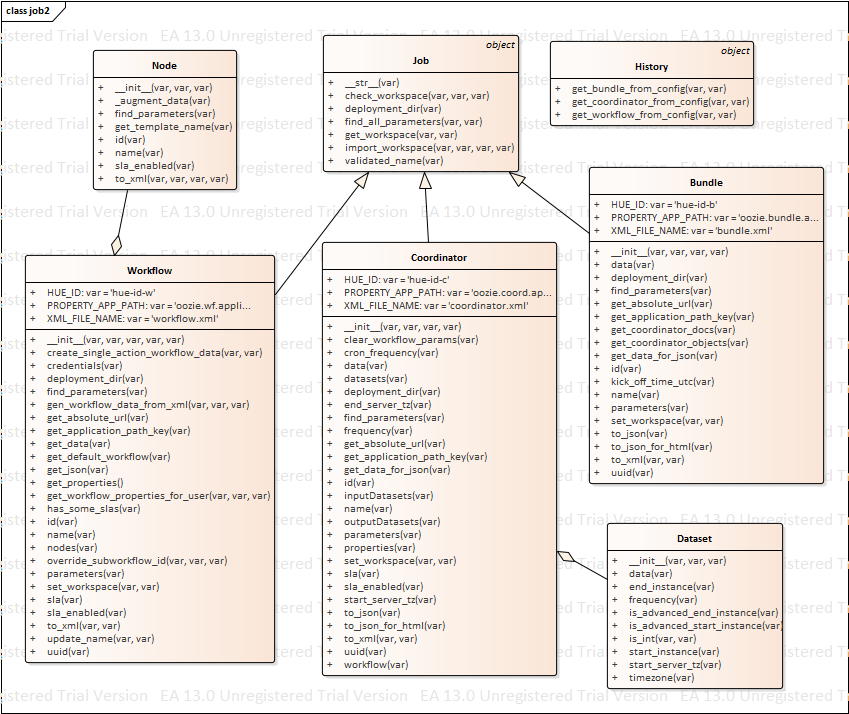 class job2
Unregistered Trial Version EA 13.0 Unregistered Trial Version
Node
+ __init__(var, var, var)
+ _augment_data(var)
+ find_parameters(var)
+ get_template_name(var)
+ id(var)
+ name(var)
+ sla_enabled(var)
+ to_xml(var, var, var, var)
object
Job
+ __str__(var)
+ check_workspace(var, var, var)
+ deployment_dir(var)
+ find_all_parameters(var, var)
+ get_workspace(var, var)
+ import_workspace(var, var, var, var)
+ validated_name(var)
object
History
+ get_bundle_from_config(var, var)
+ get_coordinator_from_config(var, var)
+ get_workflow_from_config(var, var)
Bundle
+ HUE_ID: var = 'hue-id-b'
+ PROPERTY_APP_PATH: var = 'oozie.bundle.a...
+ XML_FILE_NAME: var = 'bundle.xml'
+ __init__(var, var, var, var)
+ data(var)
+ deployment_dir(var)
+ find_parameters(var)
+ get_absolute_url(var)
+ get_application_path_key(var)
+ get_coordinator_docs(var)
+ get_coordinator_objects(var)
+ get_data_for_json(var)
+ id(var)
+ kick_off_time_utc(var)
+ name(var)
+ parameters(var)
+ set_workspace(var, var)
+ to_json(var)
+ to_json_for_html(var)
+ to_xml(var, var)
+ uuid(var)
Workflow
+ HUE_ID: var = 'hue-id-w'
+ PROPERTY_APP_PATH: var = 'oozie.wf.appli...
+ XML_FILE_NAME: var = 'workflow.xml'
+ __init__(var, var, var, var, var)
+ create_single_action_workflow_data(var, var)
+ credentials(var)
+ deployment_dir(var)
+ find_parameters(var)
+ gen_workflow_data_from_xml(var, var, var)
+ get_absolute_url(var)
+ get_application_path_key(var)
+ get_data(var)
+ get_default_workflow(var)
+ get_json(var)
+ get_properties()
+ get_workflow_properties_for_user(var, var, var)
+ has_some_slas(var)
+ id(var)
+ name(var)
+ nodes(var)
+ override_subworkflow_id(var, var, var)
+ parameters(var)
+ set_workspace(var, var)
+ sla(var)
+ sla_enabled(var)
+ to_xml(var, var)
+ update_name(var, var)
+ uuid(var)
Coordinator
+ HUE_ID: var = 'hue-id-c'
+ PROPERTY_APP_PATH: var = 'oozie.coord.ap...
+ XML_FILE_NAME: var = 'coordinator.xml'
+ __init__(var, var, var, var)
+ clear_workflow_params(var)
+ cron_frequency(var)
+ data(var)
+ datasets(var)
+ deployment_dir(var)
+ end_server_tz(var)
+ find_parameters(var)
+ frequency(var)
+ get_absolute_url(var)
+ get_application_path_key(var)
+ get_data_for_json(var)
+ id(var)
+ inputDatasets(var)
+ name(var)
+ outputDatasets(var)
+ parameters(var)
+ properties(var)
+ set_workspace(var, var)
+ sla(var)
+ sla_enabled(var)
+ start_server_tz(var)
+ to_json(var)
+ to_json_for_html(var)
+ to_xml(var, var)
+ uuid(var)
+ workflow(var)
Dataset
+ __init__(var, var, var)
+ data(var)
+ end_instance(var)
+ frequency(var)
+ is_advanced_end_instance(var)
+ is_advanced_start_instance(var)
+ is_int(var, var)
+ start_instance(var)
+ start_server_tz(var)
+ timezone(var)